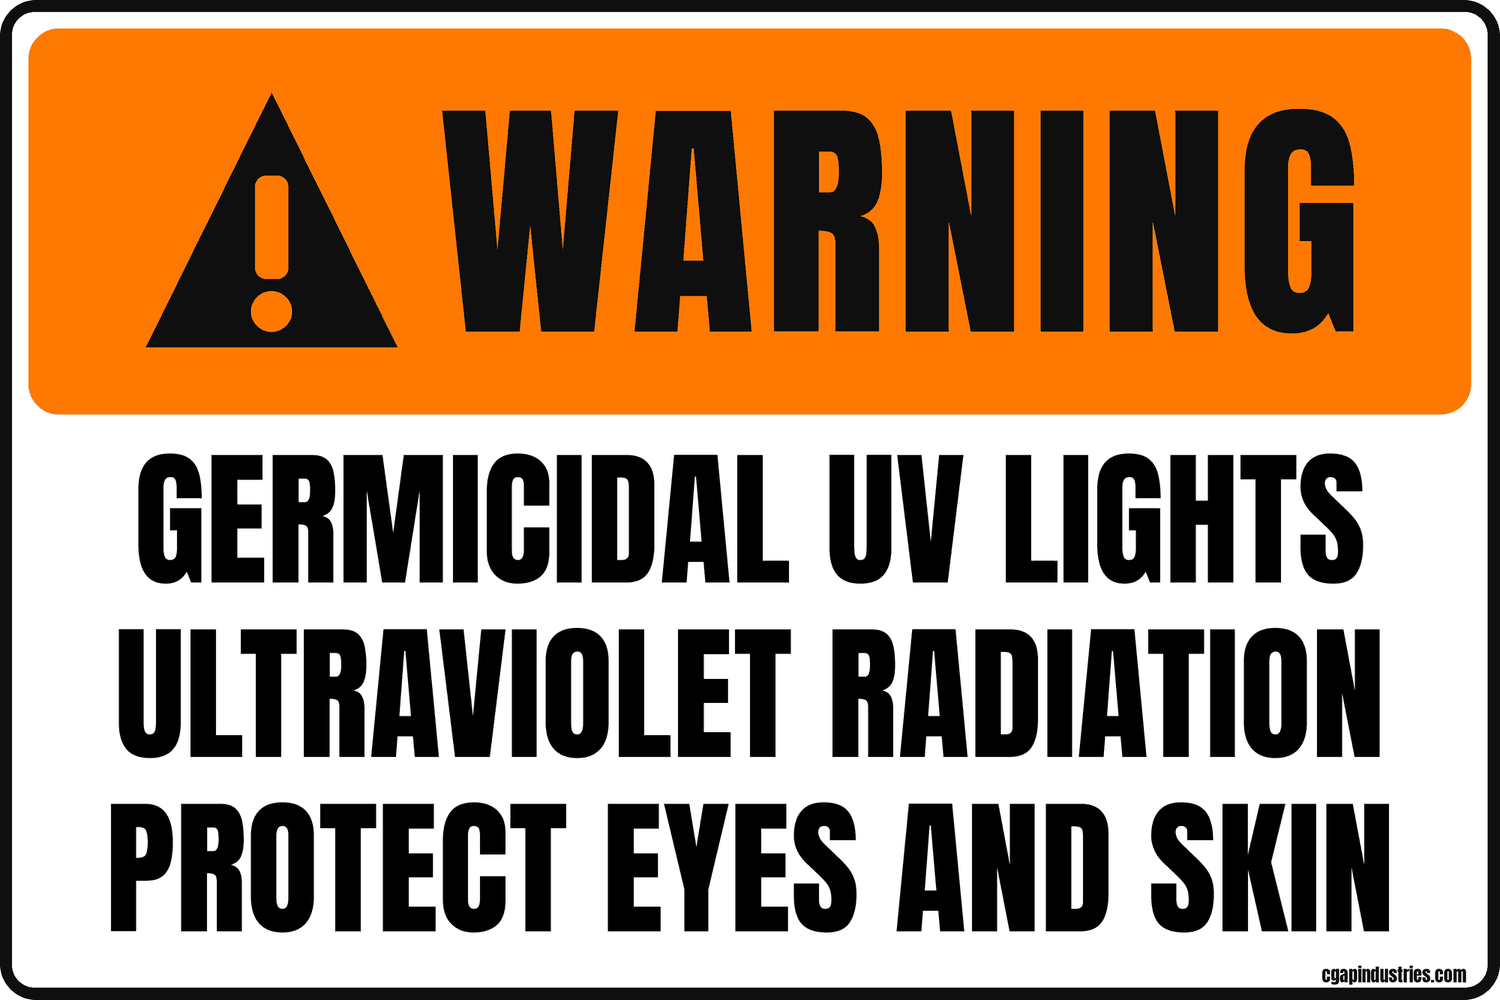 WARNING
GERMICIDAL UV LIGHTS
ULTRAVIOLET RADIATION
PROTECT EYES AND SKIN
cgapindustries.com